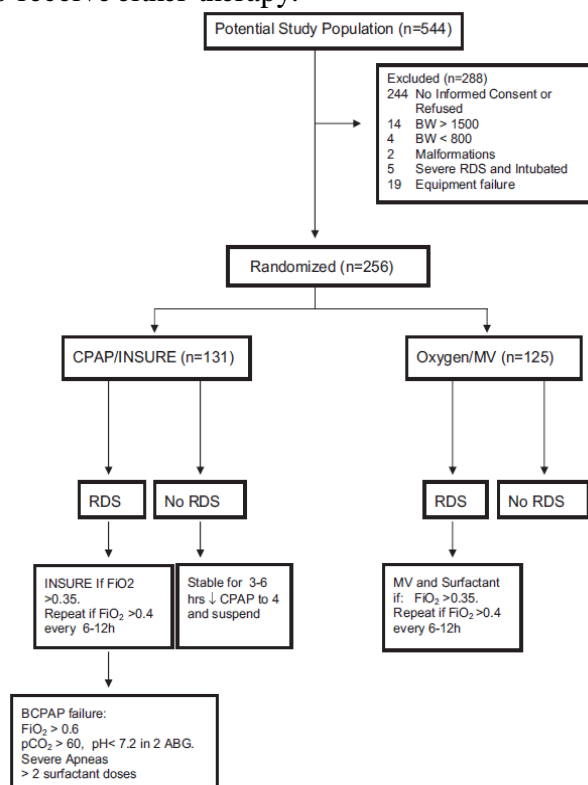 receive either therapy.
Potential Study Population (n=544)
Excluded (n=288)
244 No Informed Consent or
Refused
14 BW > 1500
4 BW < 800
2 Malformations
5 Severe RDS and Intubated
19 Equipment failure
Randomized (n=256)
CPAP/INSURE (n=131)
Oxygen/MV (n=125)
RDS
No RDS
RDS
No RDS
INSURE If FiO2
>0.35.
Repeat if FiO₂ >0.4
every 6-12h
Stable for 3-6
hrs ↓ CPAP to 4
and suspend
MV and Surfactant
if: FiO₂ >0.35.
Repeat if FiO₂ >0.4
every 6-12h
BCPAP failure:
FiO₂ > 0.6
pCO₂ > 60, pH< 7.2 in 2 ABG.
Severe Apneas
> 2 surfactant doses